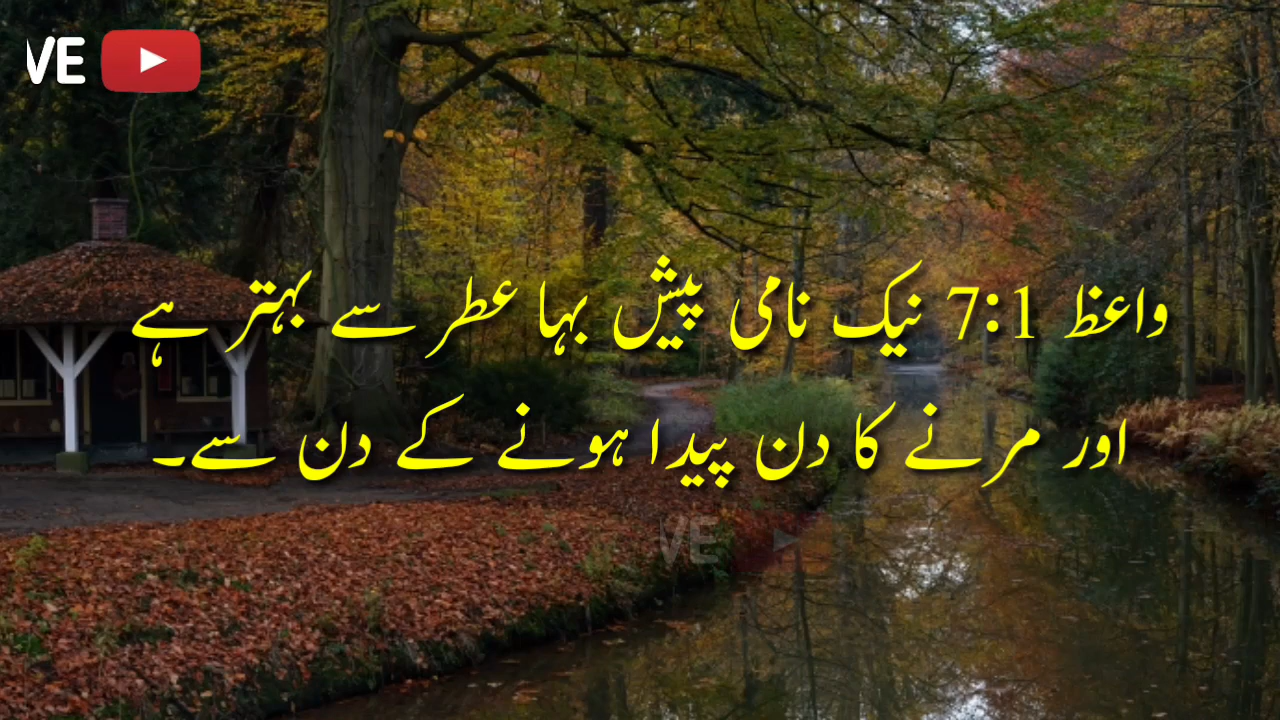 VE
واعظ 7:1 نیک نامی پیش بہا عطر سے بہتر ہے
اور مرنے کا دن پیدا ہونے کے دن سے۔
VE